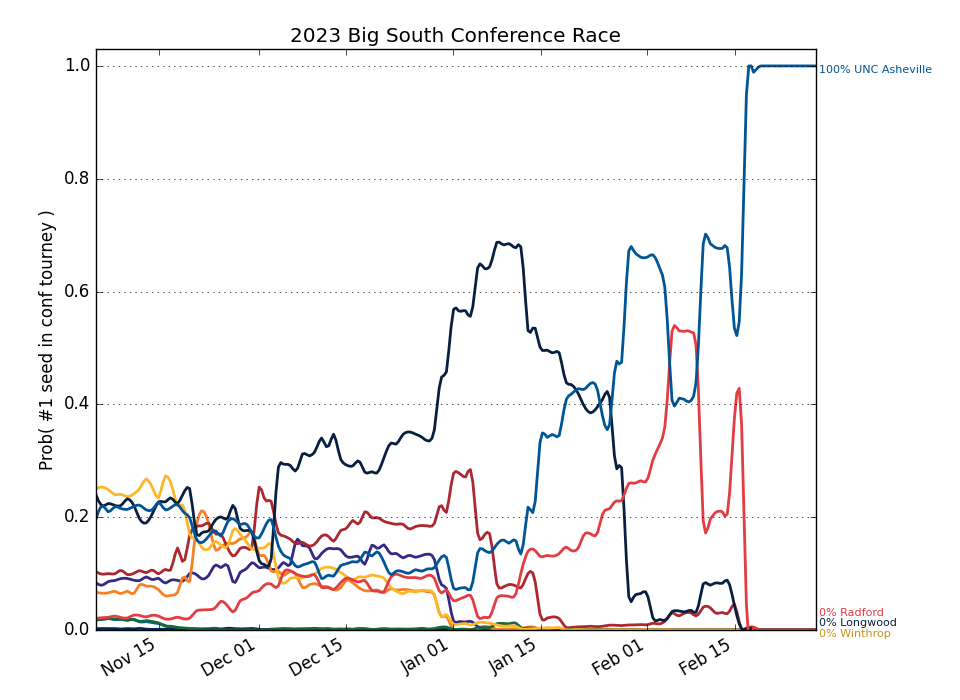 2023 Big South Conference Race
Prob( #1 seed in conf tourney )
1.0
0.8
0.6
0.4
0.2
0.0
Nov 15
Dec 01
Dec 15
Jan 01
Jan 15
Feb 01
Feb 15
100% UNC Asheville
0% Radford
0% Longwood
0% Winthrop